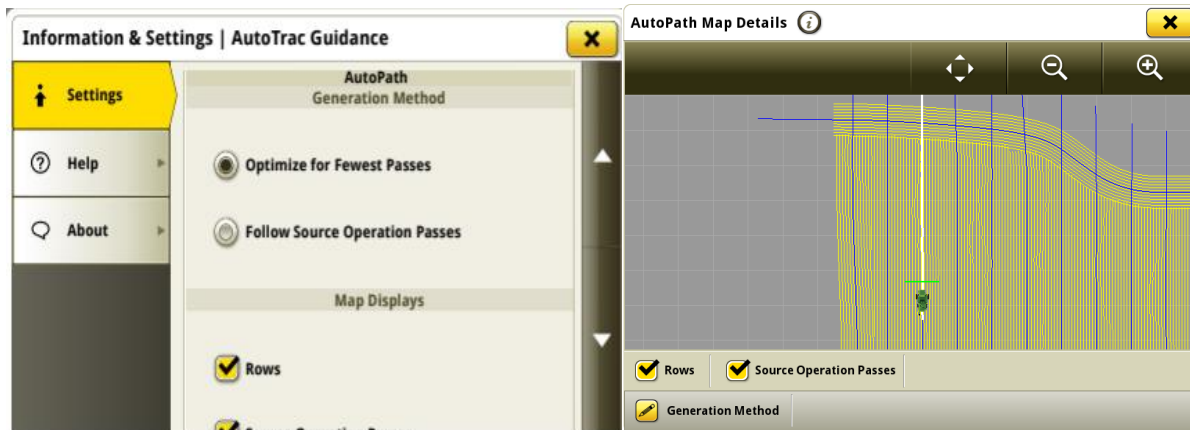 Information & Settings | AutoTrac Guidance
Settings
Help
About
AutoPath
Generation Method
Optimize for Fewest Passes
Follow Source Operation Passes
Map Displays
Rows
AutoPath Map Details
Rows
Source Operation Passes
Generation Method